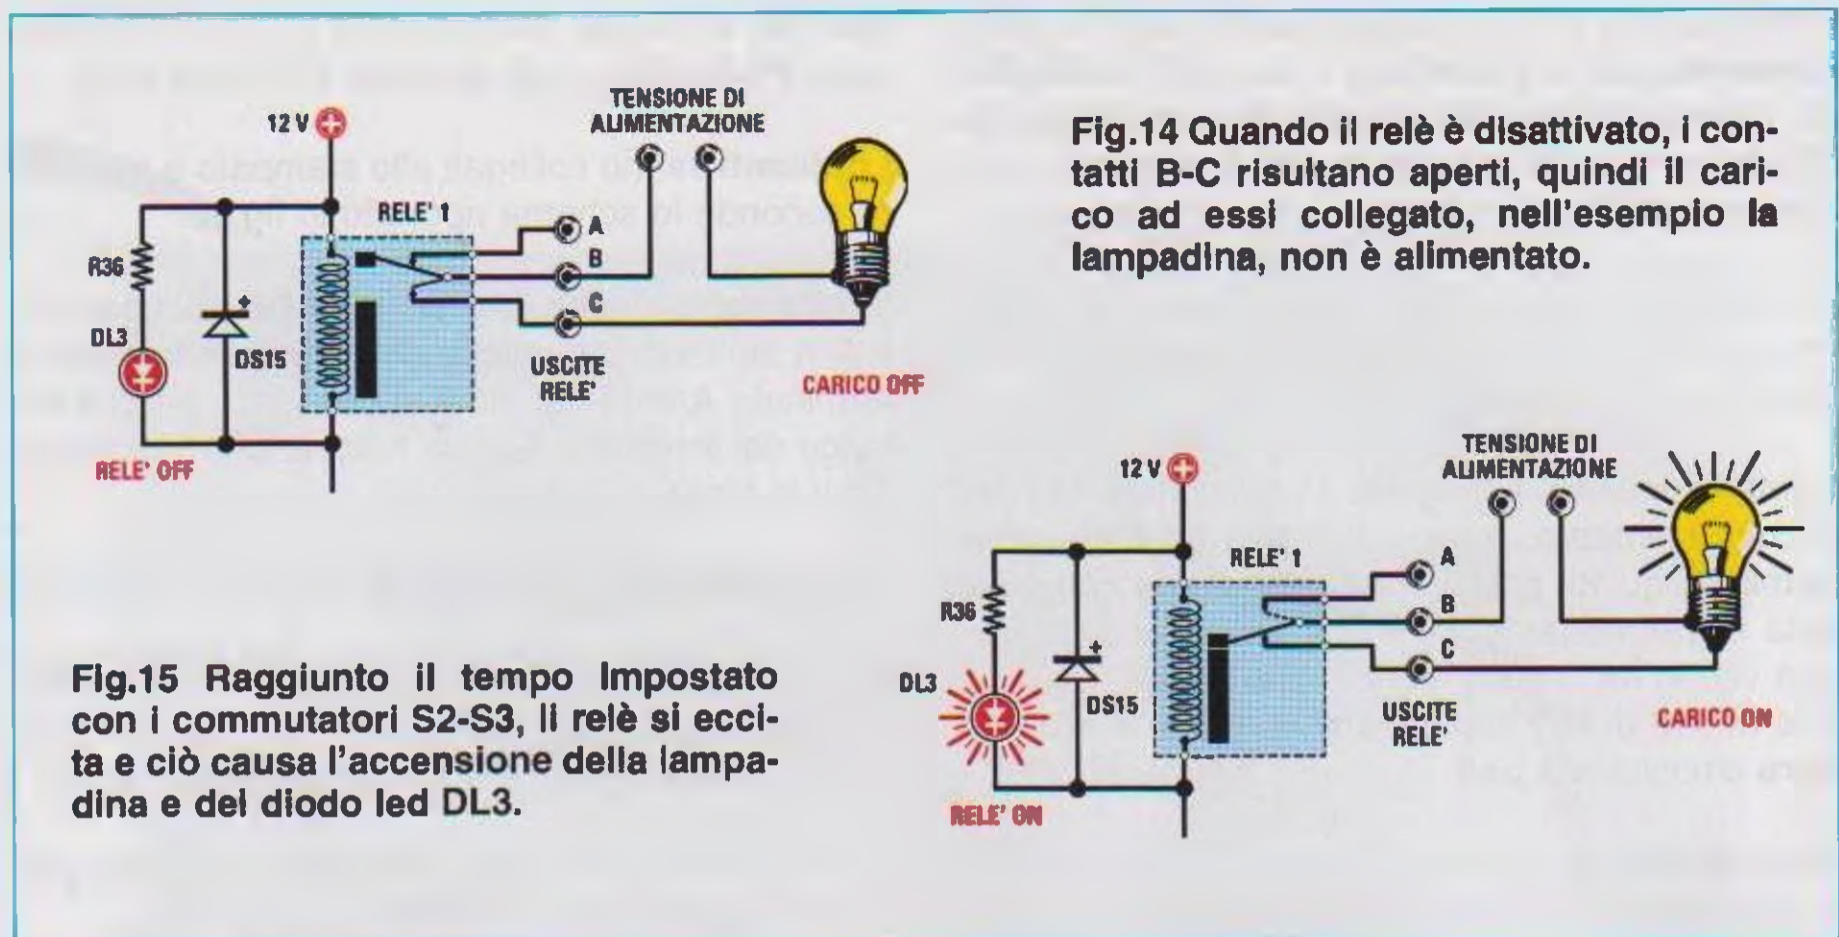 TENSIONE DI
ALIMENTAZIONE
12 V
RELE' 1
A
B
C
R36
DL3
+
DS15
USCITE
RELE'
CARICO OFF
RELE' OFF
Fig.14 Quando il relè è disattivato, i con-
tatti B-C risultano aperti, quindi il cari-
co ad essi collegato, nell'esempio la
lampadina, non è alimentato.
TENSIONE DI
ALIMENTAZIONE
12 V
RELE' 1
A
B
C
R36
DL3
+
DS15
USCITE
RELE'
CARICO ON
RELE' ON
Fig.15 Raggiunto il tempo Impostato
con i commutatori S2-S3, il relè si ecci-
ta e ciò causa l'accensione della lampa-
dina e del diodo led DL3.